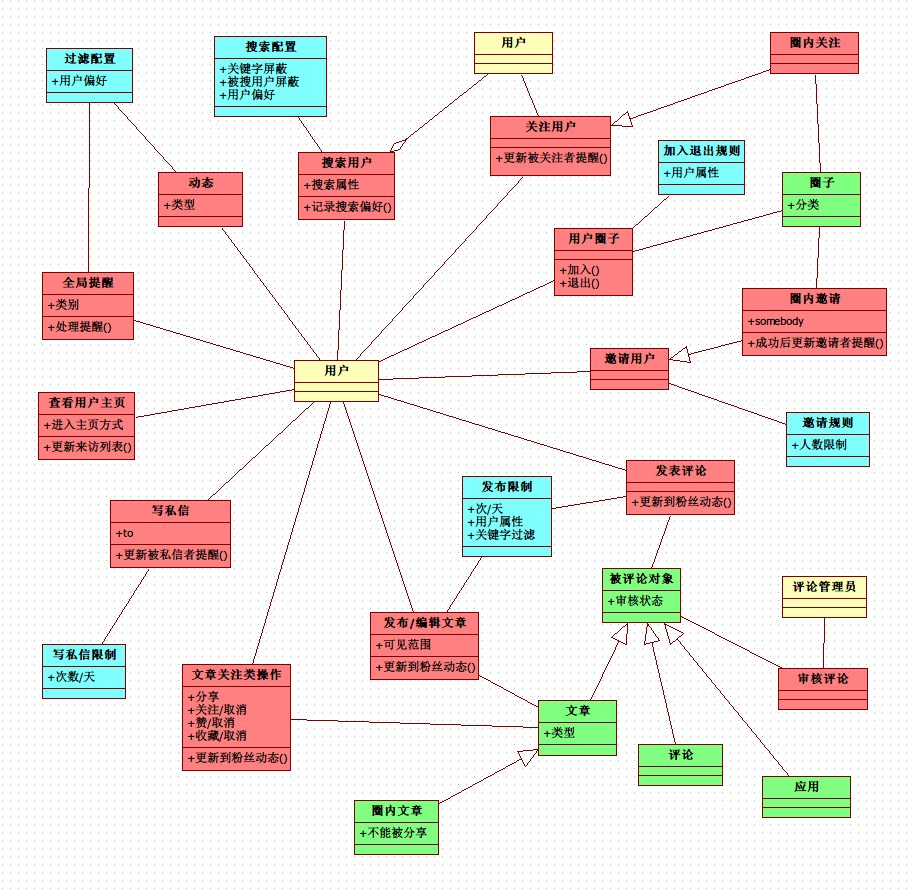 过滤配置
+用户偏好
搜索配置
+关键字屏蔽
+被搜用户屏蔽
+用户偏好
用户
圈内关注
关注用户
+更新被关注者提醒()
加入退出规则
+用户属性
搜索用户
+搜索属性
+记录搜索偏好()
动态
+类型
圈子
+分类
用户圈子
+加入()
+退出()
全局提醒
+类别
+处理提醒()
圈内邀请
+somebody
+成功后更新邀请者提醒()
用户
邀请用户
查看用户主页
+进入主页方式
+更新来访列表()
邀请规则
+人数限制
发表评论
+更新到粉丝动态()
发布限制
+次/天
+用户属性
+关键字过滤
写私信
+to
+更新被私信者提醒()
被评论对象
+审核状态
评论管理员
发布/编辑文章
+可见范围
+更新到粉丝动态()
写私信限制
+次数/天
文章关注类操作
+分享
+关注/取消
+赞/取消
+收藏/取消
+更新到粉丝动态()
审核评论
文章
+类型
评论
应用
圈内文章
+不能被分享